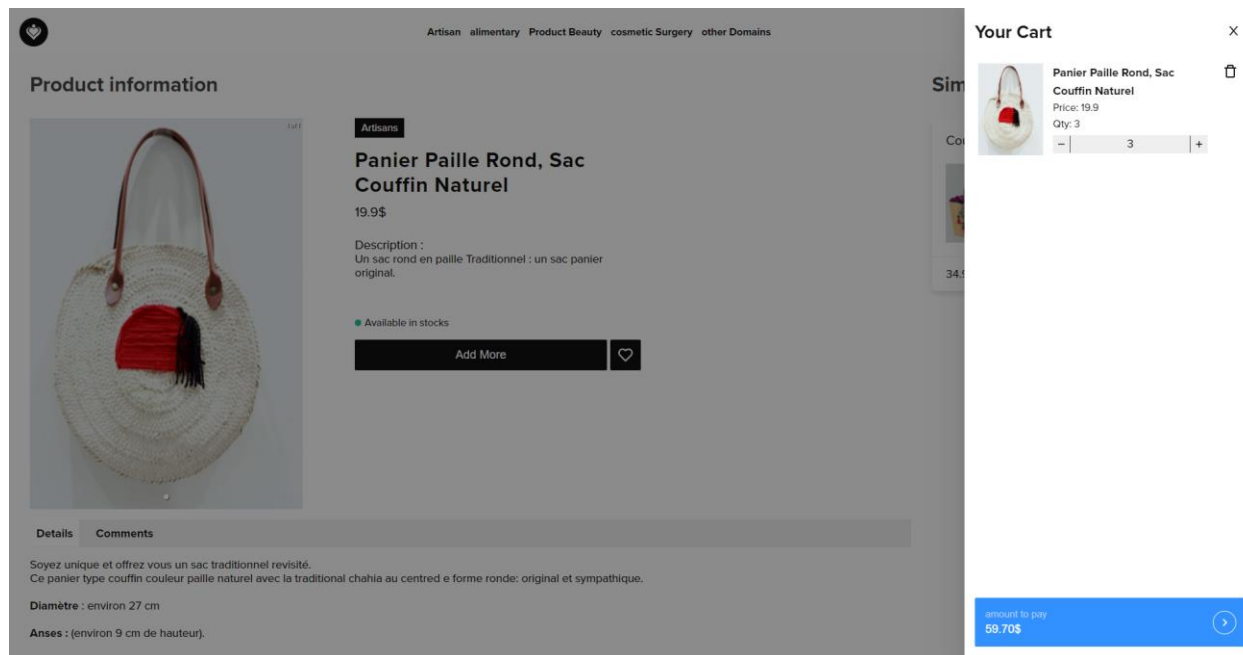 Artisan alimentary Product Beauty cosmetic Surgery other Domains
Product information
1 of 1
Artisans
Panier Paille Rond, Sac
Couffin Naturel
19.9$
Description :
Un sac rond en paille Traditionnel : un sac panier
original.
Available in stocks
Add More
Details Comments
Soyez unique et offrez vous un sac traditionnel revisité.
Ce panier type couffin couleur paille naturel avec la traditional chahia au centred e forme ronde: original et sympathique.
Diamètre : environ 27 cm
Anses : (environ 9 cm de hauteur).
Sim
Cou
34.9
Your Cart
X
Panier Paille Rond, Sac
Couffin Naturel
Price: 19.9
Qty: 3
− 3 +
amount to pay
59.70$